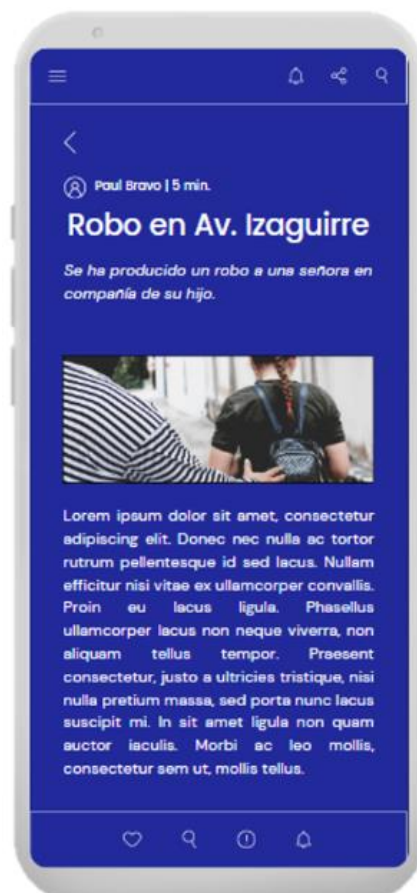 Paul Bravo | 5 min.
Robo en Av. Izaguirre
Se ha producido un robo a una señora en
compañía de su hijo.
Lorem ipsum dolor sit amet, consectetur
adipiscing elit. Donec nec nulla ac tortor
rutrum pellentesque id sed lacus. Nullam
efficitur nisi vitae ex ullamcorper convallis.
Proin eu lacus ligula. Phasellus
ullamcorper lacus non neque viverra, non
aliquam tellus tempor. Praesent
consectetur, justo a ultricies tristique, nisi
nulla pretium massa, sed porta nunc lacus
suscipit mi. In sit amet ligula non quam
auctor iaculis. Morbi ac leo mollis,
consectetur sem ut, mollis tellus.